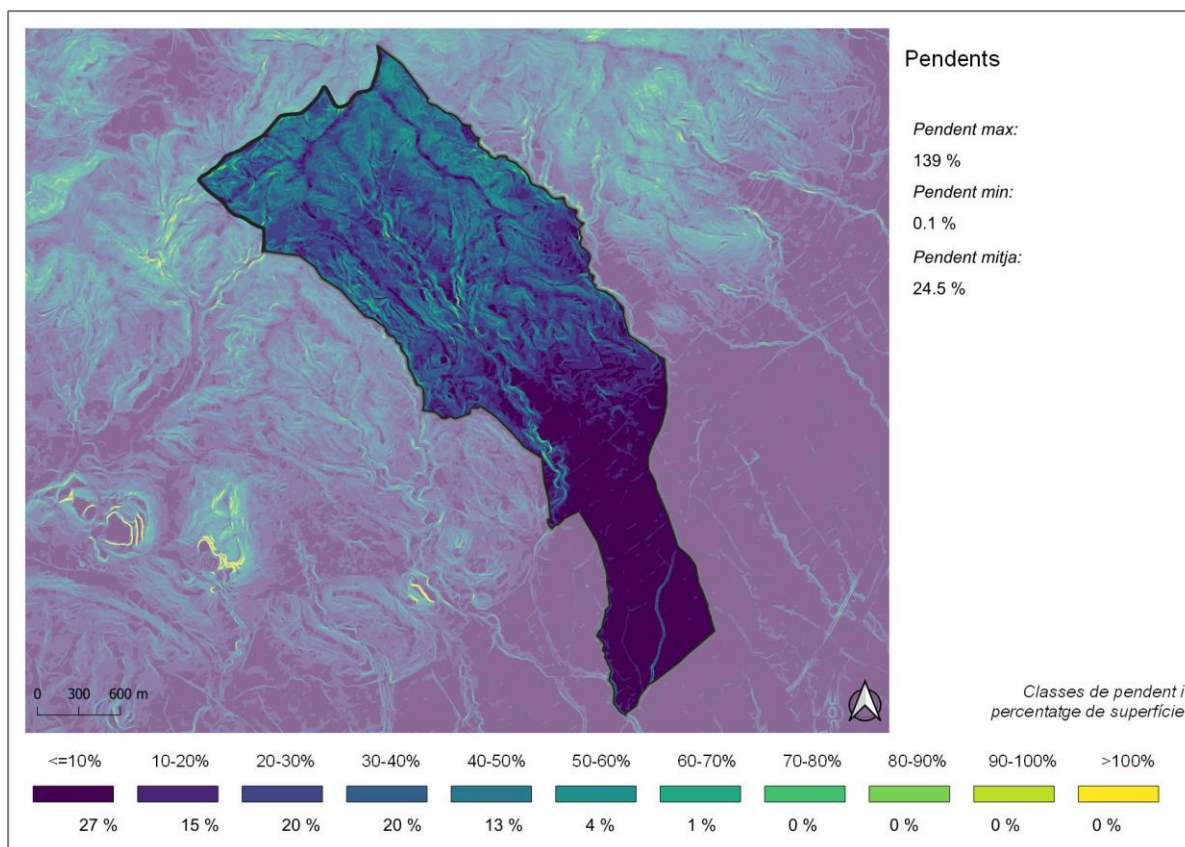 Pendents
Pendent max:
139 %
Pendent min:
0.1 %
Pendent mitja:
24.5 %
0 300 600 m
Classes de pendent i
percentatge de superfície
<=10% 10-20% 20-30% 30-40% 40-50% 50-60% 60-70% 70-80% 80-90% 90-100% >100%
27 % 15 % 20 % 20 % 13 % 4 % 1 % 0 % 0 % 0 % 0 %